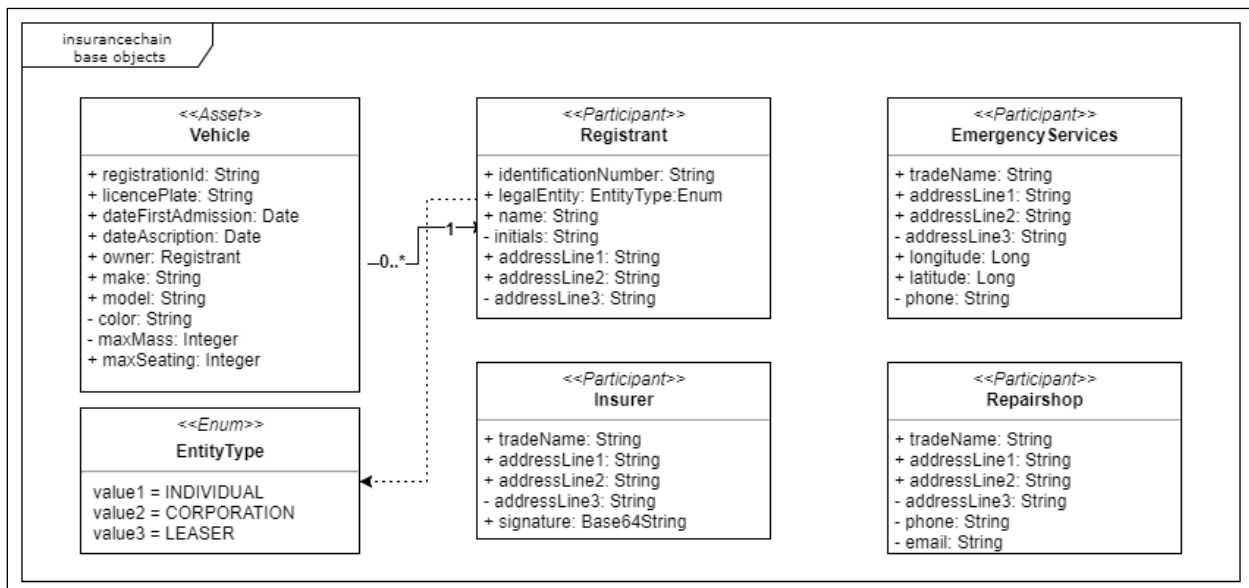 insurancechain
base objects
<<Asset>>
Vehicle
+ registrationId: String
+ licencePlate: String
+ dateFirstAdmission: Date
+ dateAscription: Date
+ owner: Registrant
+ make: String
+ model: String
- color: String
- maxMass: Integer
+ maxSeating: Integer
0..*
1
<<Participant>>
Registrant
+ identificationNumber: String
+ legalEntity: EntityType:Enum
+ name: String
- initials: String
+ addressLine1: String
+ addressLine2: String
- addressLine3: String
<<Participant>>
EmergencyServices
+ tradeName: String
+ addressLine1: String
+ addressLine2: String
- addressLine3: String
+ longitude: Long
+ latitude: Long
- phone: String
<<Enum>>
EntityType
value1 = INDIVIDUAL
value2 = CORPORATION
value3 = LEASER
<<Participant>>
Insurer
+ tradeName: String
+ addressLine1: String
+ addressLine2: String
- addressLine3: String
+ signature: Base64String
<<Participant>>
Repairshop
+ tradeName: String
+ addressLine1: String
+ addressLine2: String
- addressLine3: String
- phone: String
- email: String